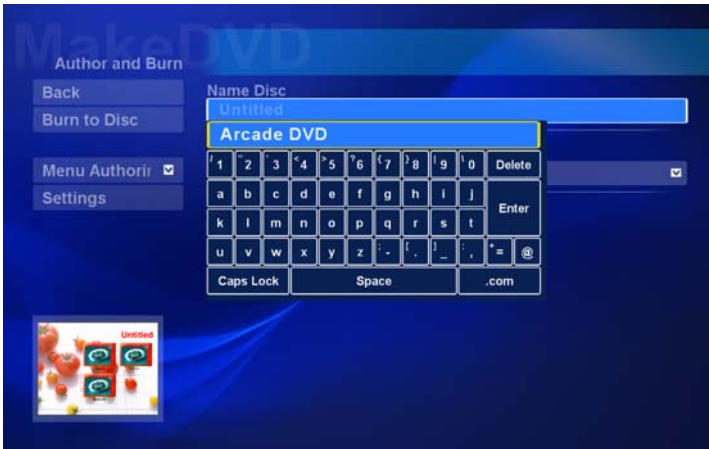 MakeDVD
Author and Burn
Back
Burn to Disc
Menu Authorin
Settings
Name Disc
Untitled
Arcade DVD
1 2 3 < 4 > 5 ? 6 { 7 } 8 | 9 \ 0 Delete
a b c d e f g h i j
Enter
k l m n o p q r s t
u v w x y z ; - [ . ] _ : , * = @
Caps Lock Space .com
Untitled